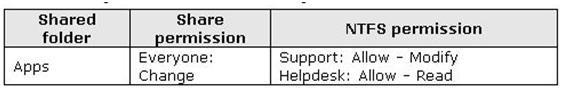 Shared folder
Share permission
NTFS permission
Apps
Everyone: Change
Support: Allow – Modify
Helpdesk: Allow – Read